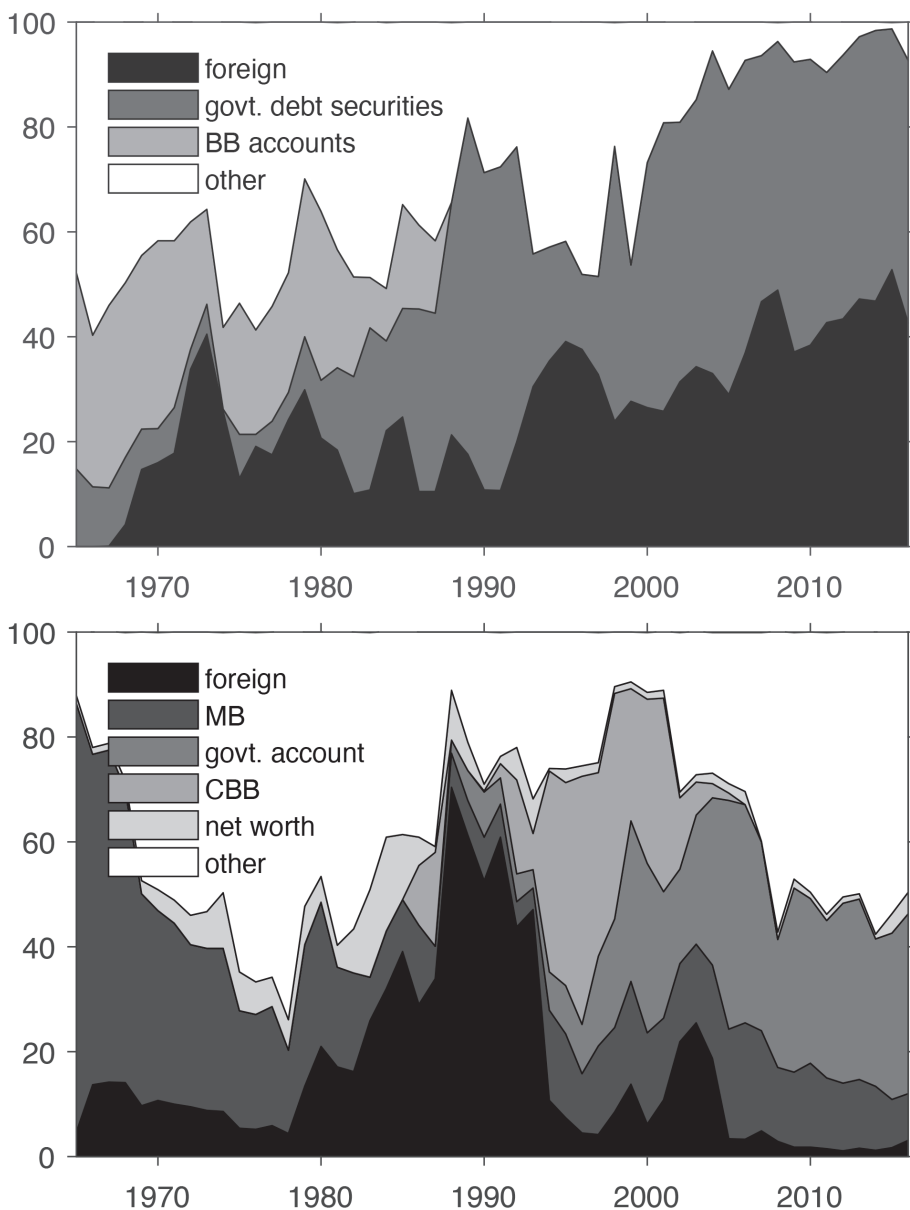 100
80
60
40
20
0
foreign
govt. debt securities
BB accounts
other
1970 1980 1990 2000 2010
100
80
60
40
20
0
foreign
MB
govt. account
CBB
net worth
other
1970 1980 1990 2000 2010